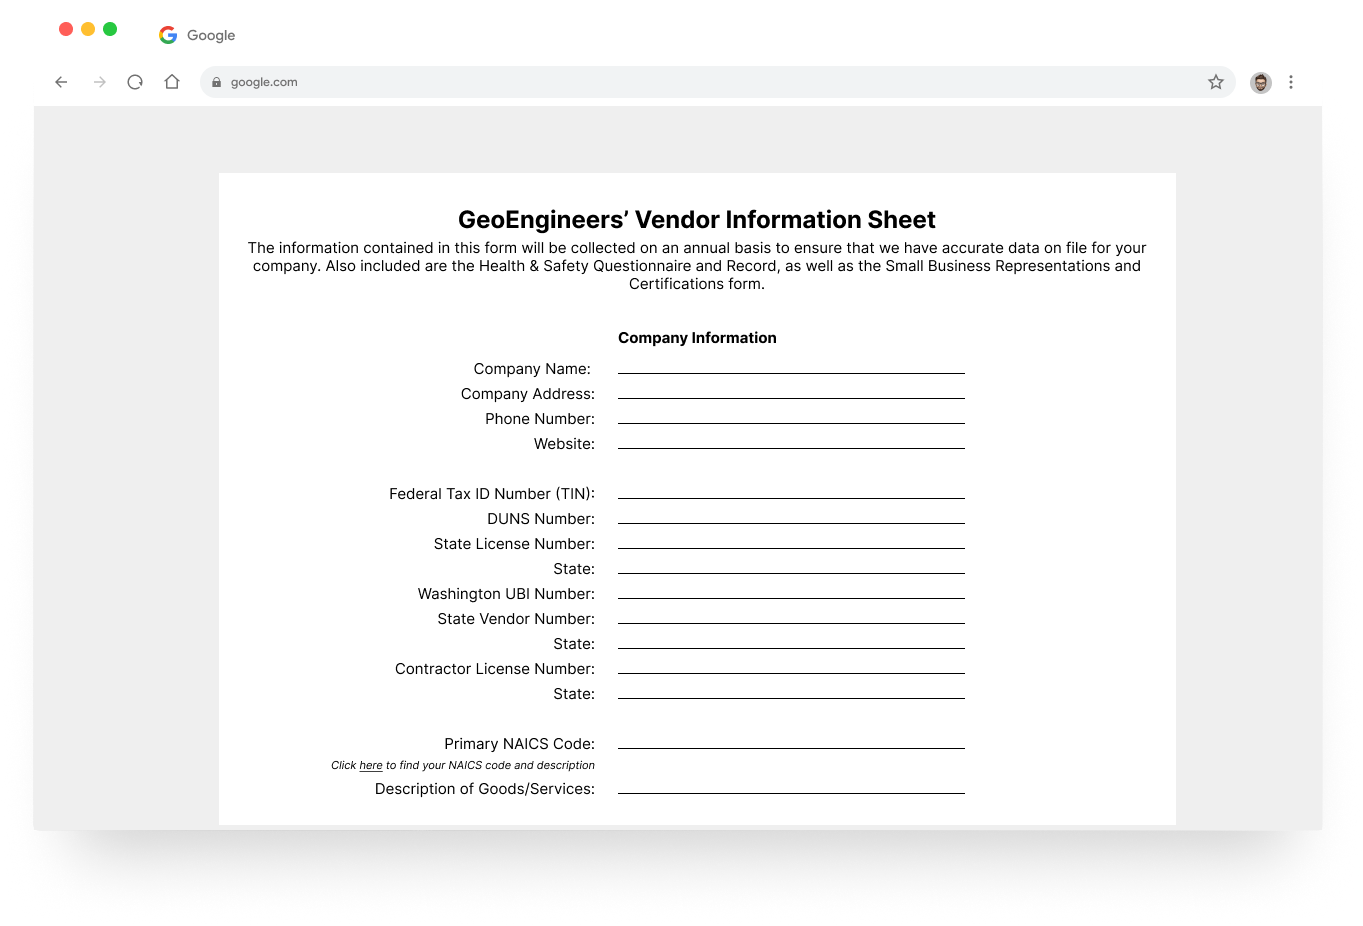 Google
google.com
GeoEngineers’ Vendor Information Sheet
The information contained in this form will be collected on an annual basis to ensure that we have accurate data on file for your
company. Also included are the Health & Safety Questionnaire and Record, as well as the Small Business Representations and
Certifications form.
Company Information
Company Name:
Company Address:
Phone Number:
Website:
Federal Tax ID Number (TIN):
DUNS Number:
State License Number:
State:
Washington UBI Number:
State Vendor Number:
State:
Contractor License Number:
State:
Primary NAICS Code:
Click here to find your NAICS code and description
Description of Goods/Services: